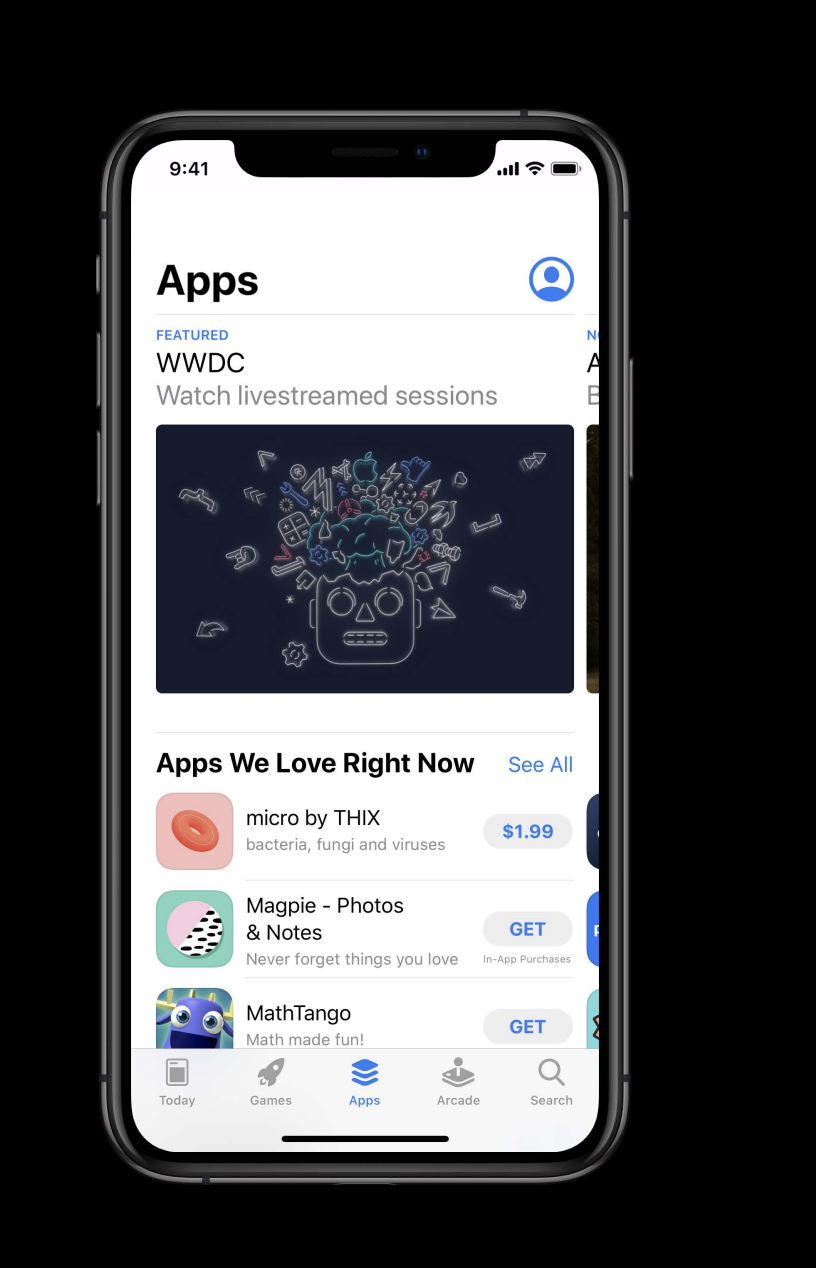 9:41
Apps
FEATURED
WWDC
Watch livestreamed sessions
Apps We Love Right Now
See All
micro by THIX
bacteria, fungi and viruses
$1.99
Magpie - Photos
& Notes
Never forget things you love
GET
In-App Purchases
MathTango
Math made fun!
GET
Today
Games
Apps
Arcade
Search